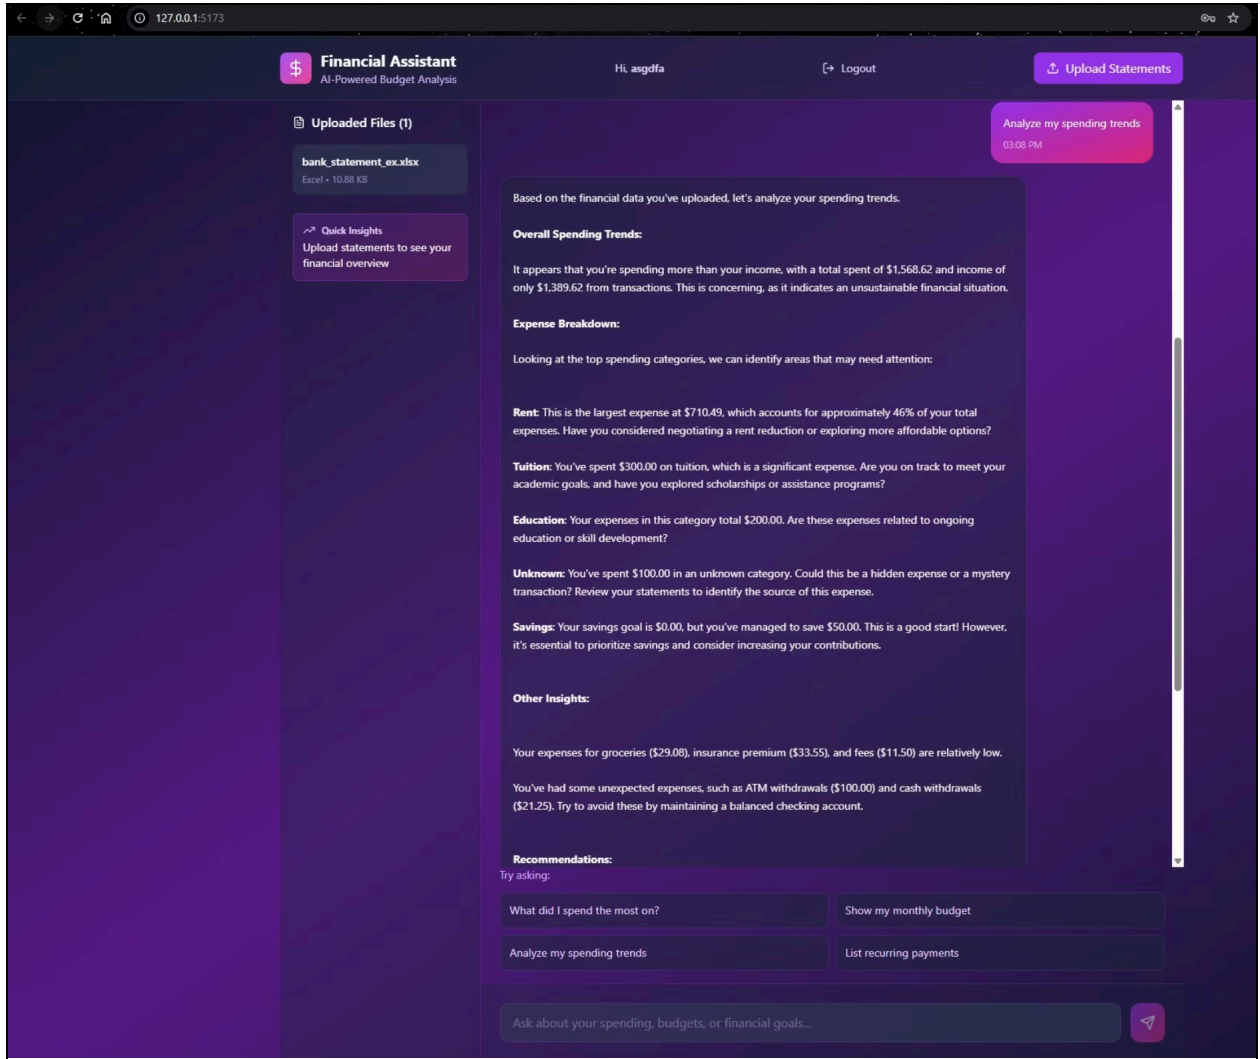 127.0.0.1:5173
Financial Assistant
AI-Powered Budget Analysis
Hi, asgdfa
Logout
Upload Statements
Uploaded Files (1)
bank_statement_ex.xlsx
Excel • 10.88 KB
Quick Insights
Upload statements to see your
financial overview
Analyze my spending trends
03:08 PM
Based on the financial data you've uploaded, let's analyze your spending trends.
Overall Spending Trends:
It appears that you're spending more than your income, with a total spent of $1,568.62 and income of
only $1,389.62 from transactions. This is concerning, as it indicates an unsustainable financial situation.
Expense Breakdown:
Looking at the top spending categories, we can identify areas that may need attention:
Rent: This is the largest expense at $710.49, which accounts for approximately 46% of your total
expenses. Have you considered negotiating a rent reduction or exploring more affordable options?
Tuition: You've spent $300.00 on tuition, which is a significant expense. Are you on track to meet your
academic goals, and have you explored scholarships or assistance programs?
Education: Your expenses in this category total $200.00. Are these expenses related to ongoing
education or skill development?
Unknown: You've spent $100.00 in an unknown category. Could this be a hidden expense or a mystery
transaction? Review your statements to identify the source of this expense.
Savings: Your savings goal is $0.00, but you've managed to save $50.00. This is a good start! However,
it's essential to prioritize savings and consider increasing your contributions.
Other Insights:
Your expenses for groceries ($29.08), insurance premium ($33.55), and fees ($11.50) are relatively low.
You've had some unexpected expenses, such as ATM withdrawals ($100.00) and cash withdrawals
($21.25). Try to avoid these by maintaining a balanced checking account.
Recommendations:
Try asking:
What did I spend the most on?
Show my monthly budget
Analyze my spending trends
List recurring payments
Ask about your spending, budgets, or financial goals...